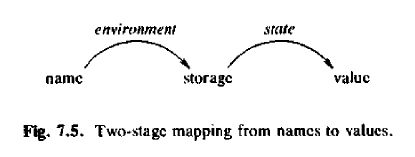 environment state
name storage value
Fig. 7.5. Two-stage mapping from names to values.